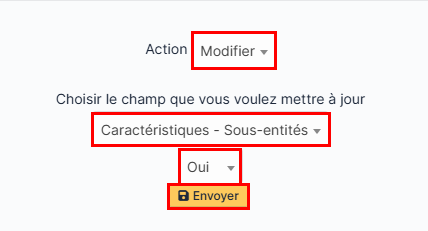 Action Modifier
Choisir le champ que vous voulez mettre à jour
Caractéristiques - Sous-entités
Oui
Envoyer